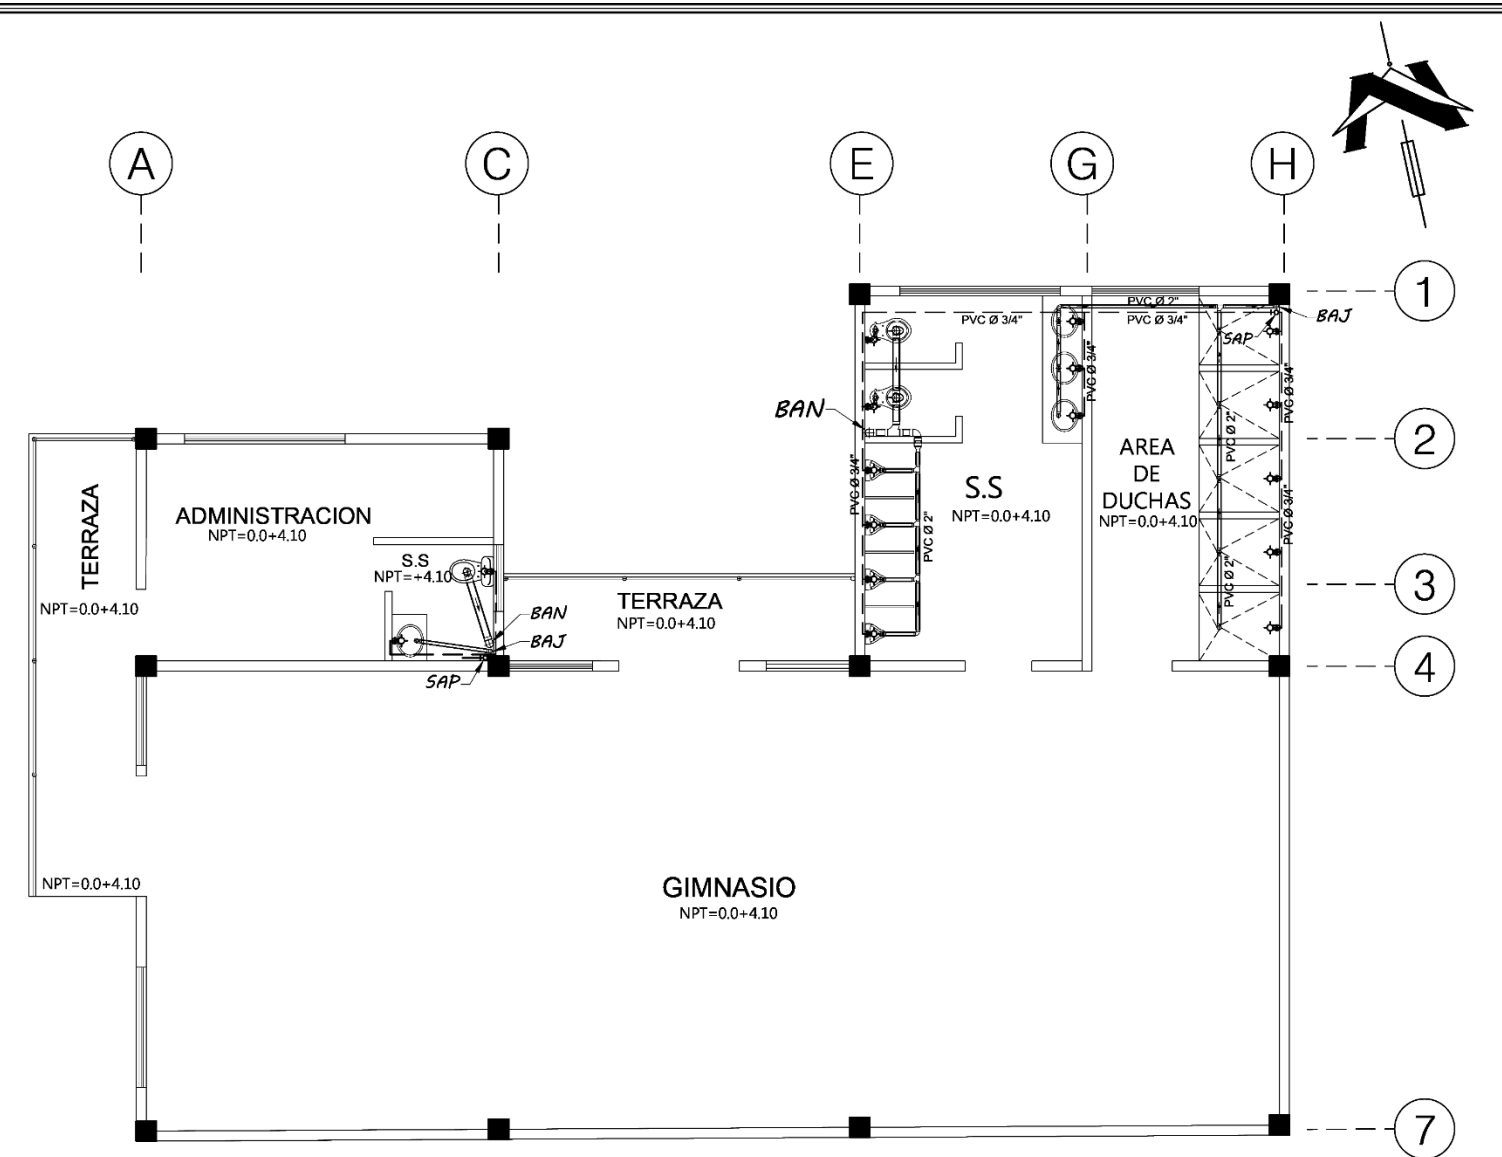 A
C
E
G
H
1
2
3
4
7
PVC Ø 2"
PVC Ø 3/4"
PVC Ø 3/4"
BAJ
SAP
PVC Ø 3/4"
PVC Ø 3/4"
BAN
PVC Ø 2"
AREA
DE
DUCHAS
NPT=0.0+4.10
PVC Ø 3/4"
S.S
NPT=0.0+4.10
PVC Ø 3/4"
PVC Ø 2"
PVC Ø 2"
TERRAZA
NPT=0.0+4.10
ADMINISTRACION
NPT=0.0+4.10
S.S
NPT=+4.10
BAN
BAJ
SAP
TERRAZA
NPT=0.0+4.10
NPT=0.0+4.10
GIMNASIO
NPT=0.0+4.10